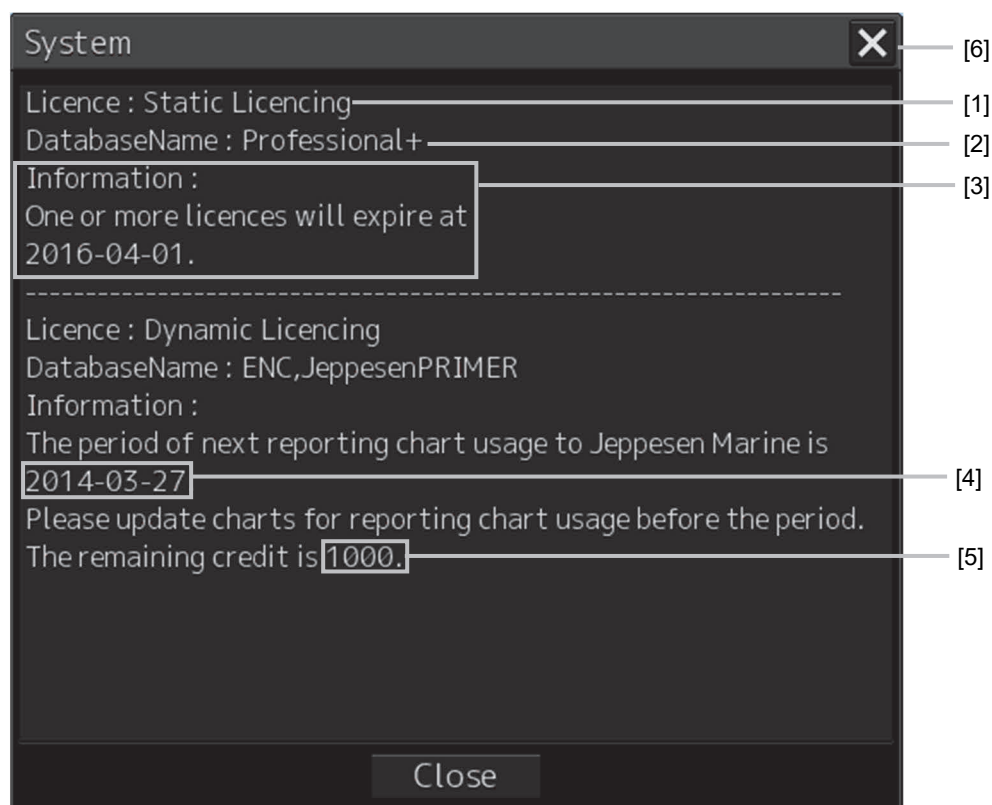 System
[6]
Licence : Static Licencing
[1]
DatabaseName : Professional+
[2]
Information :
[3]
One or more licences will expire at
2016-04-01.
--------------------------------------------------------------------
Licence : Dynamic Licencing
DatabaseName : ENC,JeppesenPRIMER
Information :
The period of next reporting chart usage to Jeppesen Marine is
2014-03-27
[4]
Please update charts for reporting chart usage before the period.
The remaining credit is 1000.
[5]
Close